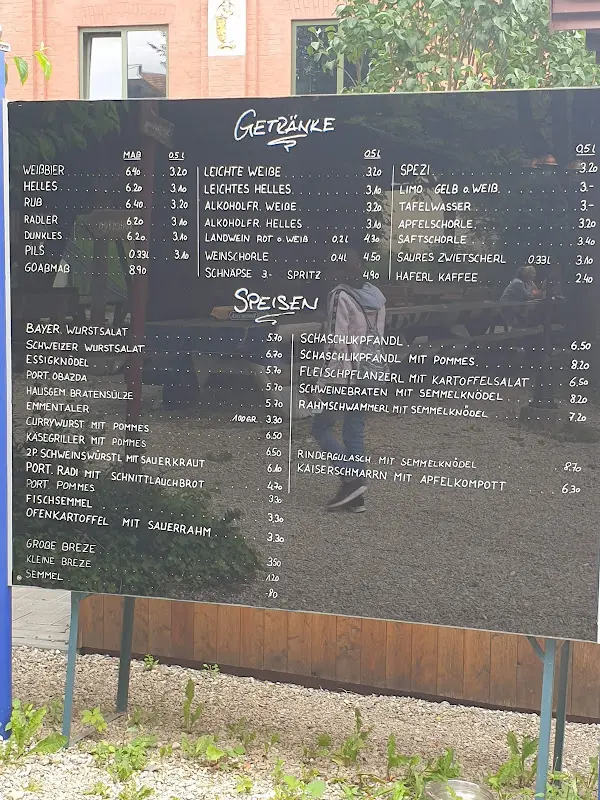 GETRÄNKE
MAẞ 0.5 l
WEIẞBIER 6.40 3.20
HELLES 6.20 3.10
RUẞ 6.40 3.20
RADLER 6.20 3.10
DUNKLES 6.20 3.10
PILS 0.33l 3.10
GOAẞMAẞ 8.90
0.5l
LEICHTE WEIẞE 3.20
LEICHTES HELLES 3.10
ALKOHOLFR. WEIẞE 3.20
ALKOHOLFR. HELLES 3.10
LANDWEIN ROT o. WEIẞ 0,2l 4.30
WEINSCHORLE 0.4l 4.50
SCHNÄPSE 3.- SPRITZ 4,90
0,5l
SPEZI 3.20
LIMO GELB o. WEIẞ 3.-
TAFELWASSER 3.-
APFELSCHORLE 3.20
SAFTSCHORLE 3.40
SAURES ZWIETSCHERL 0.33l. 3.10
HAFERL KAFFEE 2.40
SPEISEN
BAYER. WURSTSALAT 5.70
SCHWEIZER WURSTSALAT 6.70
ESSIGKNÖDEL 5.70
PORT. OBAZDA 5.70
HAUSGEM. BRATENSÜLZE 5.70
EMMENTALER 100GR. 3.30
CURRYWURST MIT POMMES 6.50
KÄSEGRILLER MIT POMMES 6.50
2P. SCHWEINSWÜRSTL MIT SAUERKRAUT 6.10
PORT. RADI MIT SCHNITTLAUCHBROT 4.70
PORT. POMMES 3.30
FISCHSEMMEL 3.30
OFENKARTOFFEL MIT SAUERRAHM 3.30
GROẞE BREZE 3.50
KLEINE BREZE 1.20
SEMMEL -.80
SCHASCHLIKPFANDL 6.50
SCHASCHLIKPFANDL MIT POMMES 8.20
FLEISCHPFLANZERL MIT KARTOFFELSALAT 6.50
SCHWEINEBRATEN MIT SEMMELKNÖDEL 8.20
RAHMSCHWAMMERL MIT SEMMELKNÖDEL 7.20
RINDERGULASCH MIT SEMMELKNÖDEL 8.70
KAISERSCHMARRN MIT APFELKOMPOTT 6.30